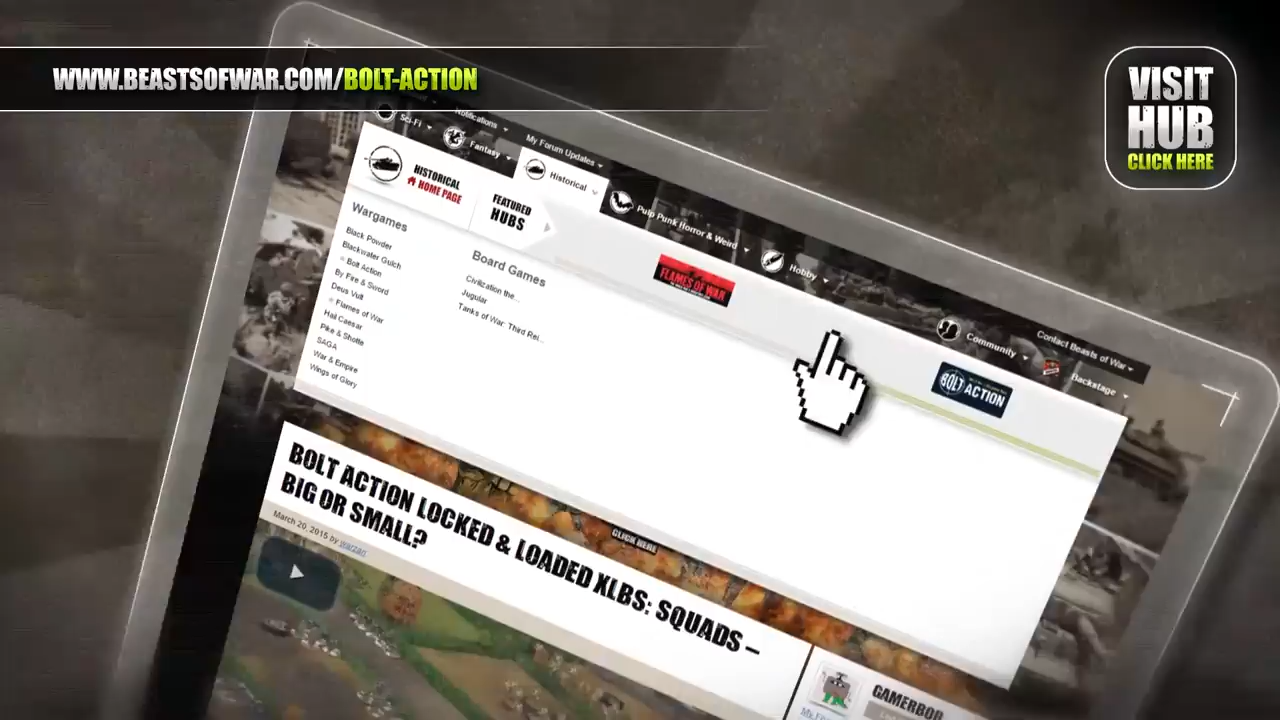 WWW.BEASTSOFWAR.COM/BOLT-ACTION
VISIT
HUB
CLICK HERE
Notifications
My Forum Updates
Contact Beasts of War
Sci-Fi
Fantasy
Historical
Pulp Punk Horror & Weird
Hobby
Community
Backstage
HISTORICAL
HOME PAGE
FEATURED
HUBS
FLAMES OF WAR
BOLT ACTION
Wargames
Black Powder
Blackwater Gulch
Bolt Action
By Fire & Sword
Deus Vult
Flames of War
Hail Caesar
Pike & Shotte
SAGA
War & Empire
Wings of Glory
Board Games
Civilization the...
Jugular
Tanks of War: Third Rei...
CLICK HERE
BOLT ACTION LOCKED & LOADED XLBS: SQUADS –
BIG OR SMALL?
March 20, 2015 by warzan
GAMERBOB